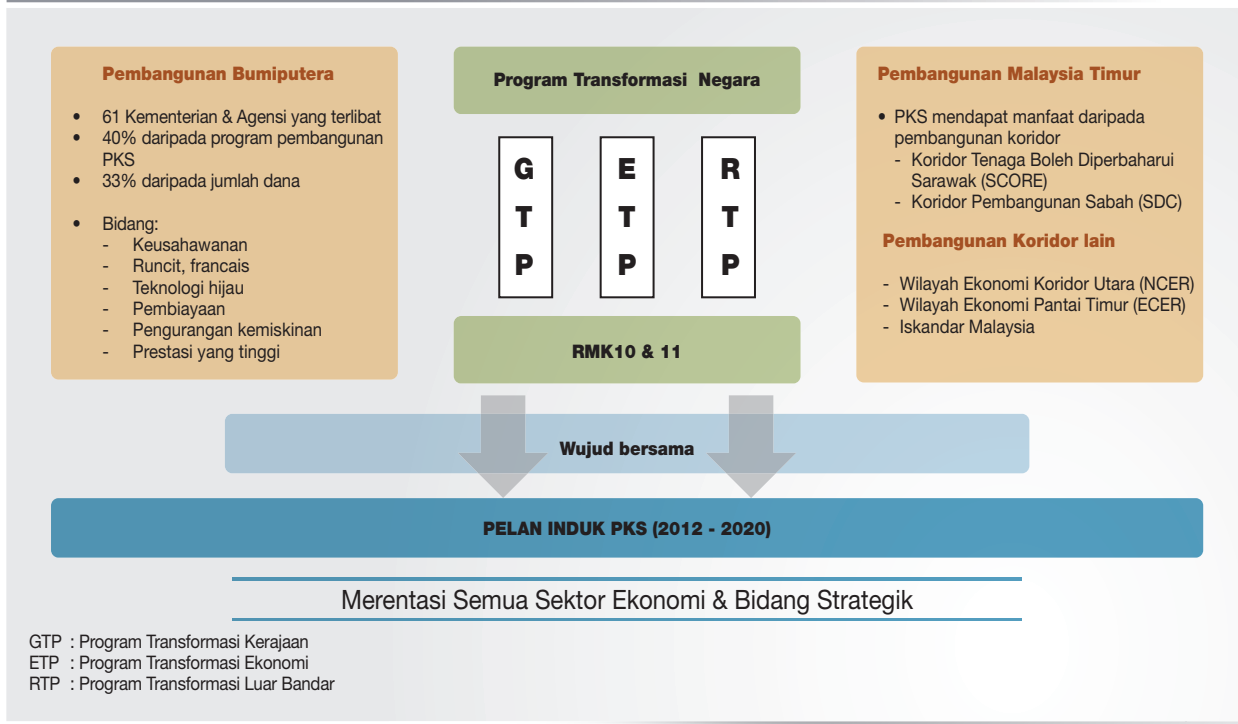 Pembangunan Bumiputera
• 61 Kementerian & Agensi yang terlibat
• 40% daripada program pembangunan
PKS
• 33% daripada jumlah dana
• Bidang:
- Keusahawanan
- Runcit, francais
- Teknologi hijau
- Pembiayaan
- Pengurangan kemiskinan
- Prestasi yang tinggi
Program Transformasi Negara
G
T
P
E
T
P
R
T
P
RMK10 & 11
Pembangunan Malaysia Timur
• PKS mendapat manfaat daripada
pembangunan koridor
- Koridor Tenaga Boleh Diperbaharui
Sarawak (SCORE)
- Koridor Pembangunan Sabah (SDC)
Pembangunan Koridor lain
- Wilayah Ekonomi Koridor Utara (NCER)
- Wilayah Ekonomi Pantai Timur (ECER)
- Iskandar Malaysia
Wujud bersama
PELAN INDUK PKS (2012 - 2020)
Merentasi Semua Sektor Ekonomi & Bidang Strategik
GTP : Program Transformasi Kerajaan
ETP : Program Transformasi Ekonomi
RTP : Program Transformasi Luar Bandar